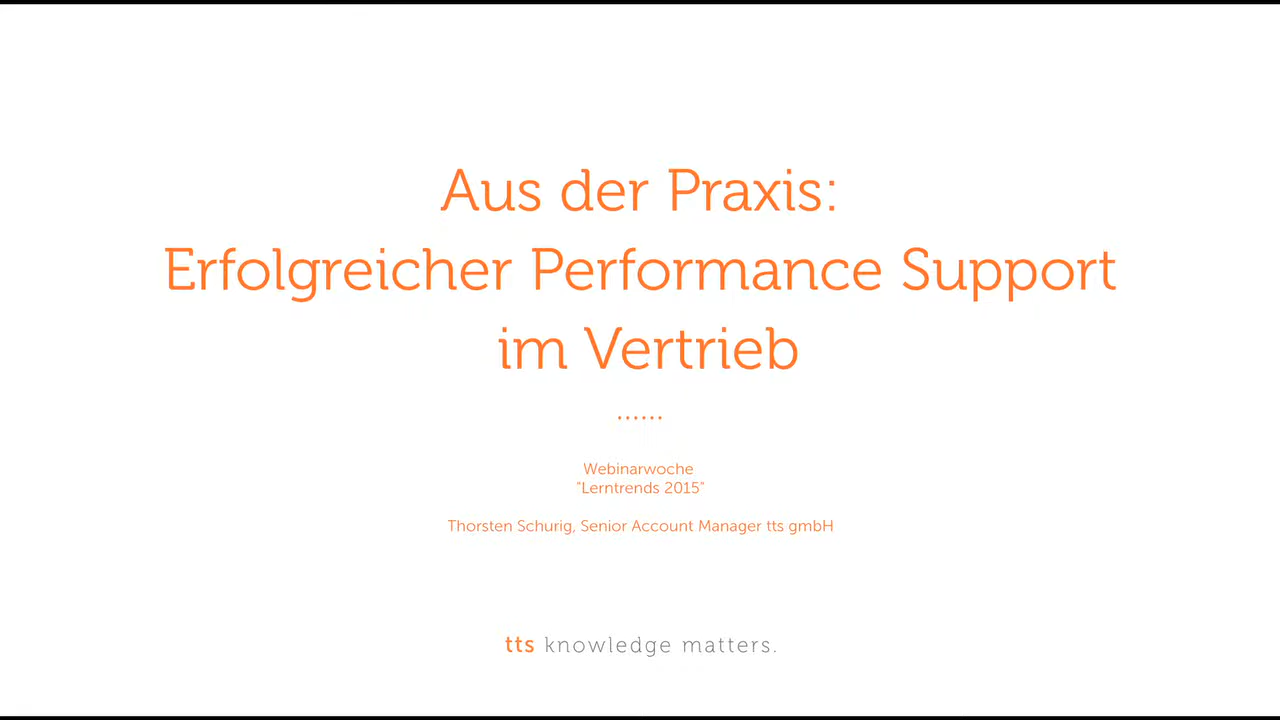 Aus der Praxis:
Erfolgreicher Performance Support
im Vertrieb
......
Webinarwoche
"Lerntrends 2015"
Thorsten Schurig, Senior Account Manager tts gmbH
tts knowledge matters.